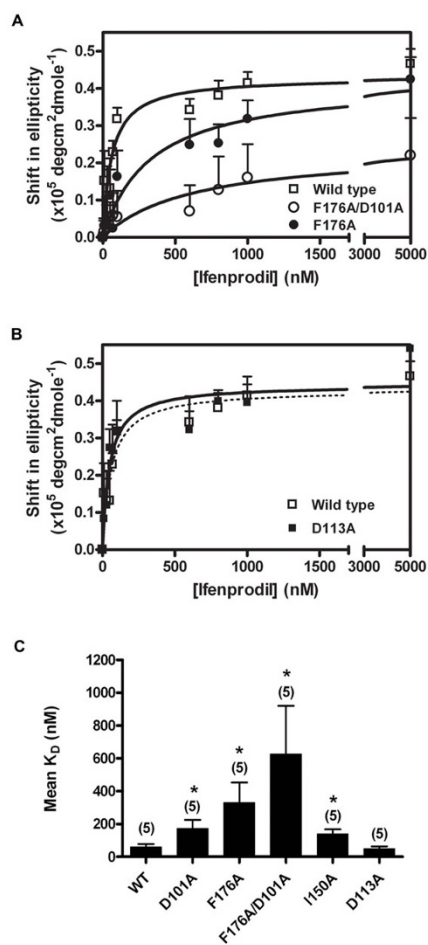 A
Shift in ellipticity
(x10⁵ degcm²dmole⁻¹)
0.5
0.4
0.3
0.2
0.1
0.0
Wild type
F176A/D101A
F176A
0 500 1000 3000 5000
[Ifenprodil] (nM)
B
Shift in ellipticity
(x10⁵ degcm²dmole⁻¹)
0.5
0.4
0.3
0.2
0.1
0.0
Wild type
D113A
0 500 1000 3000 5000
[Ifenprodil] (nM)
C
Mean K_D (nM)
1200
1000
800
600
400
200
0
(5) * (5) * (5) * (5) * (5) (5)
WT D101A F176A F176A/D101A I150A D113A